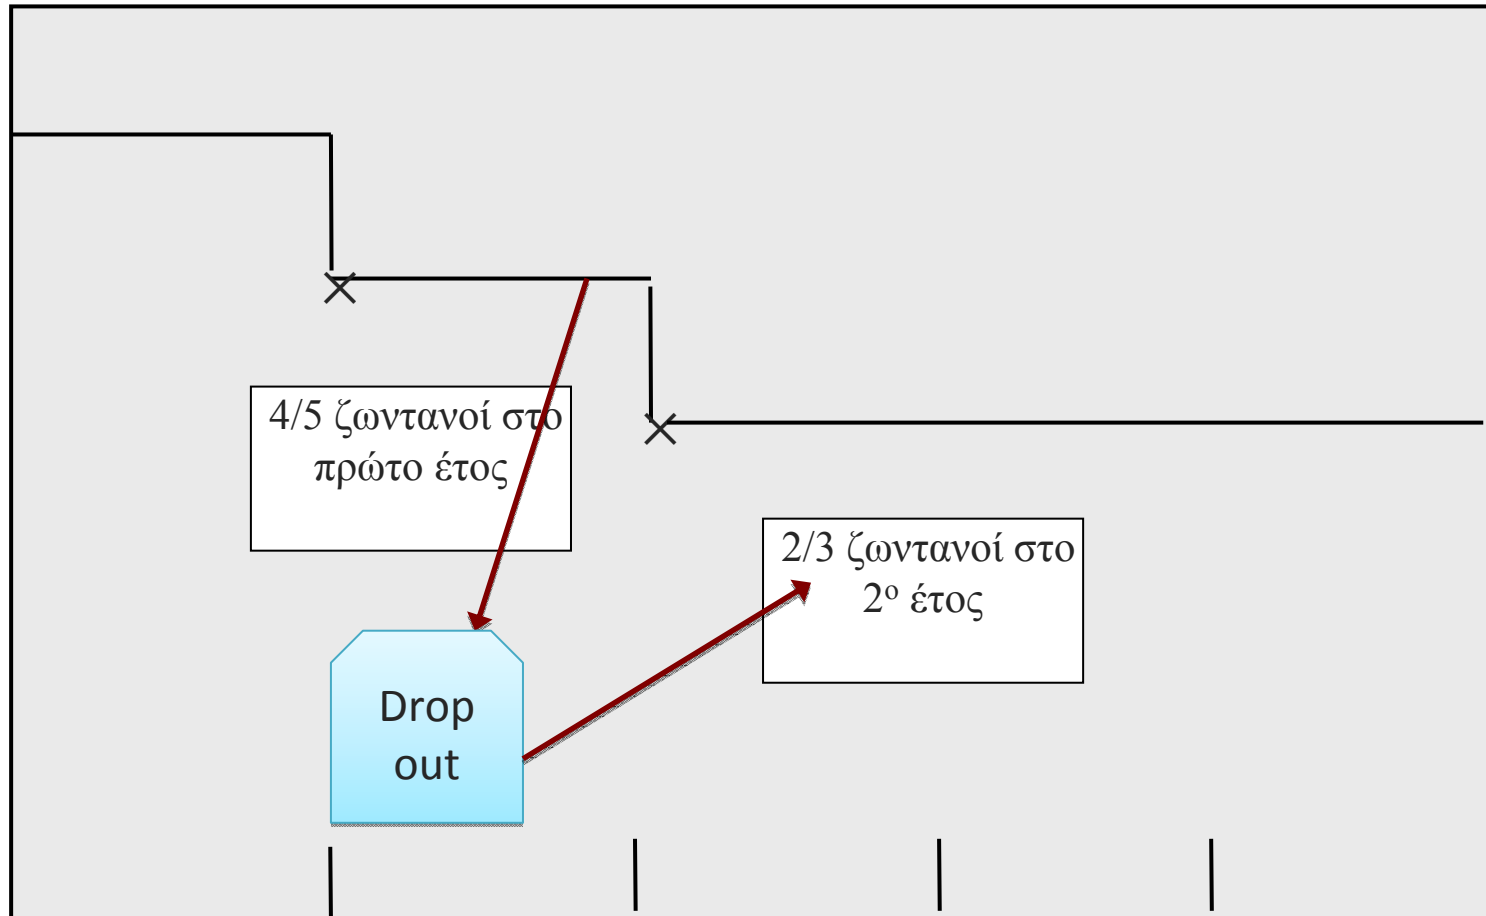 4/5 ζωντανοί στο
πρώτο έτος
2/3 ζωντανοί στο
2ο έτος
Drop
out